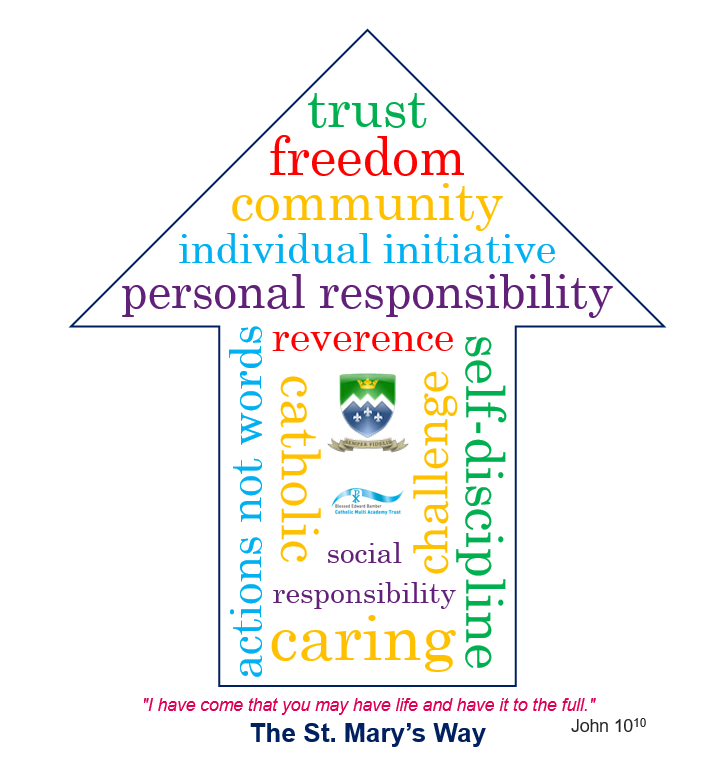 trust
freedom
community
individual initiative
personal responsibility
reverence
actions not words
catholic
SEMPER FIDELIS
challenge
self-discipline
Blessed Edward Bamber
Catholic Multi Academy Trust
social
responsibility
caring
"I have come that you may have life and have it to the full."
John 10¹⁰
The St. Mary’s Way